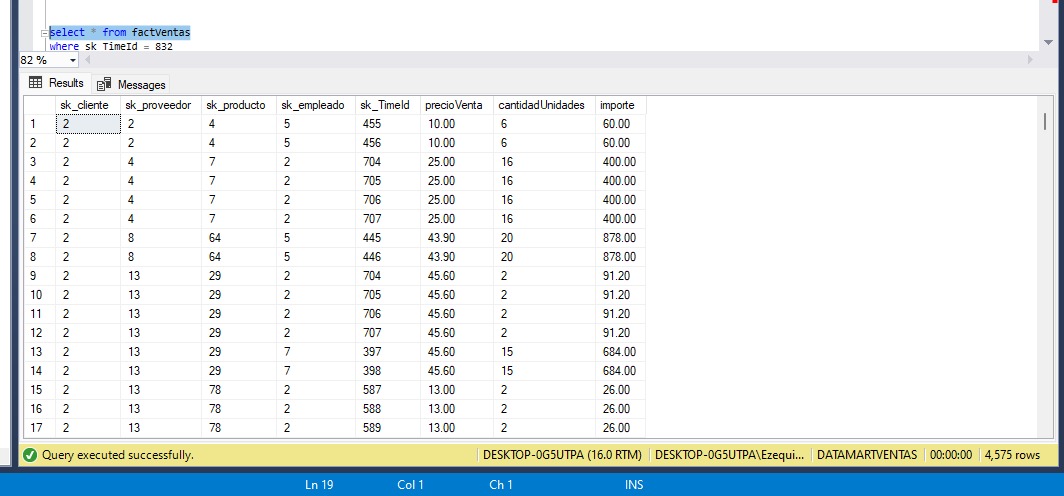 select * from factVentas
where sk_TimeId = 832
82 %
Results Messages
sk_cliente sk_proveedor sk_producto sk_empleado sk_TimeId precioVenta cantidadUnidades importe
1 2 2 4 5 455 10.00 6 60.00
2 2 2 4 5 456 10.00 6 60.00
3 2 4 7 2 704 25.00 16 400.00
4 2 4 7 2 705 25.00 16 400.00
5 2 4 7 2 706 25.00 16 400.00
6 2 4 7 2 707 25.00 16 400.00
7 2 8 64 5 445 43.90 20 878.00
8 2 8 64 5 446 43.90 20 878.00
9 2 13 29 2 704 45.60 2 91.20
10 2 13 29 2 705 45.60 2 91.20
11 2 13 29 2 706 45.60 2 91.20
12 2 13 29 2 707 45.60 2 91.20
13 2 13 29 7 397 45.60 15 684.00
14 2 13 29 7 398 45.60 15 684.00
15 2 13 78 2 587 13.00 2 26.00
16 2 13 78 2 588 13.00 2 26.00
17 2 13 78 2 589 13.00 2 26.00
Query executed successfully. DESKTOP-0G5UTPA (16.0 RTM) DESKTOP-0G5UTPA\Ezequi... DATAMARTVENTAS 00:00:00 4,575 rows
Ln 19 Col 1 Ch 1 INS